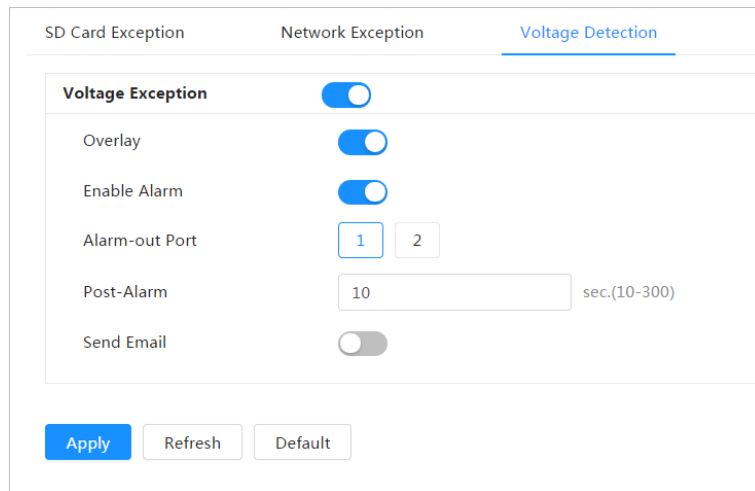 SD Card Exception Network Exception Voltage Detection
Voltage Exception
Overlay
Enable Alarm
Alarm-out Port 1 2
Post-Alarm 10 sec.(10-300)
Send Email
Apply Refresh Default